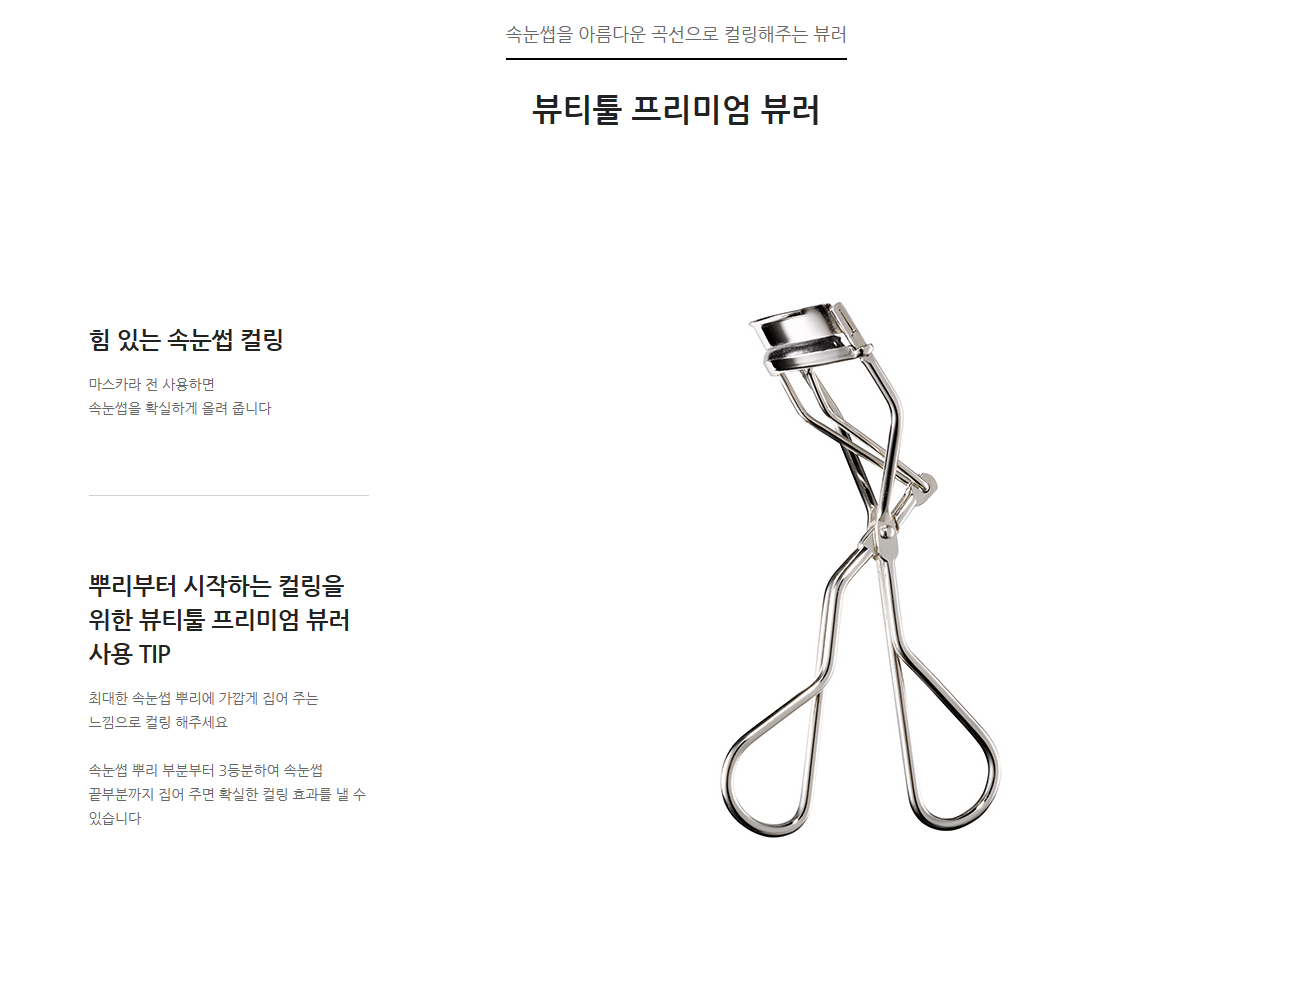 속눈썹을 아름다운 곡선으로 컬링해주는 뷰러
뷰티툴 프리미엄 뷰러
힘 있는 속눈썹 컬링
마스카라 전 사용하면
속눈썹을 확실하게 올려 줍니다
뿌리부터 시작하는 컬링을
위한 뷰티툴 프리미엄 뷰러
사용 TIP
최대한 속눈썹 뿌리에 가깝게 집어 주는
느낌으로 컬링 해주세요
속눈썹 뿌리 부분부터 3등분하여 속눈썹
끝부분까지 집어 주면 확실한 컬링 효과를 낼 수
있습니다